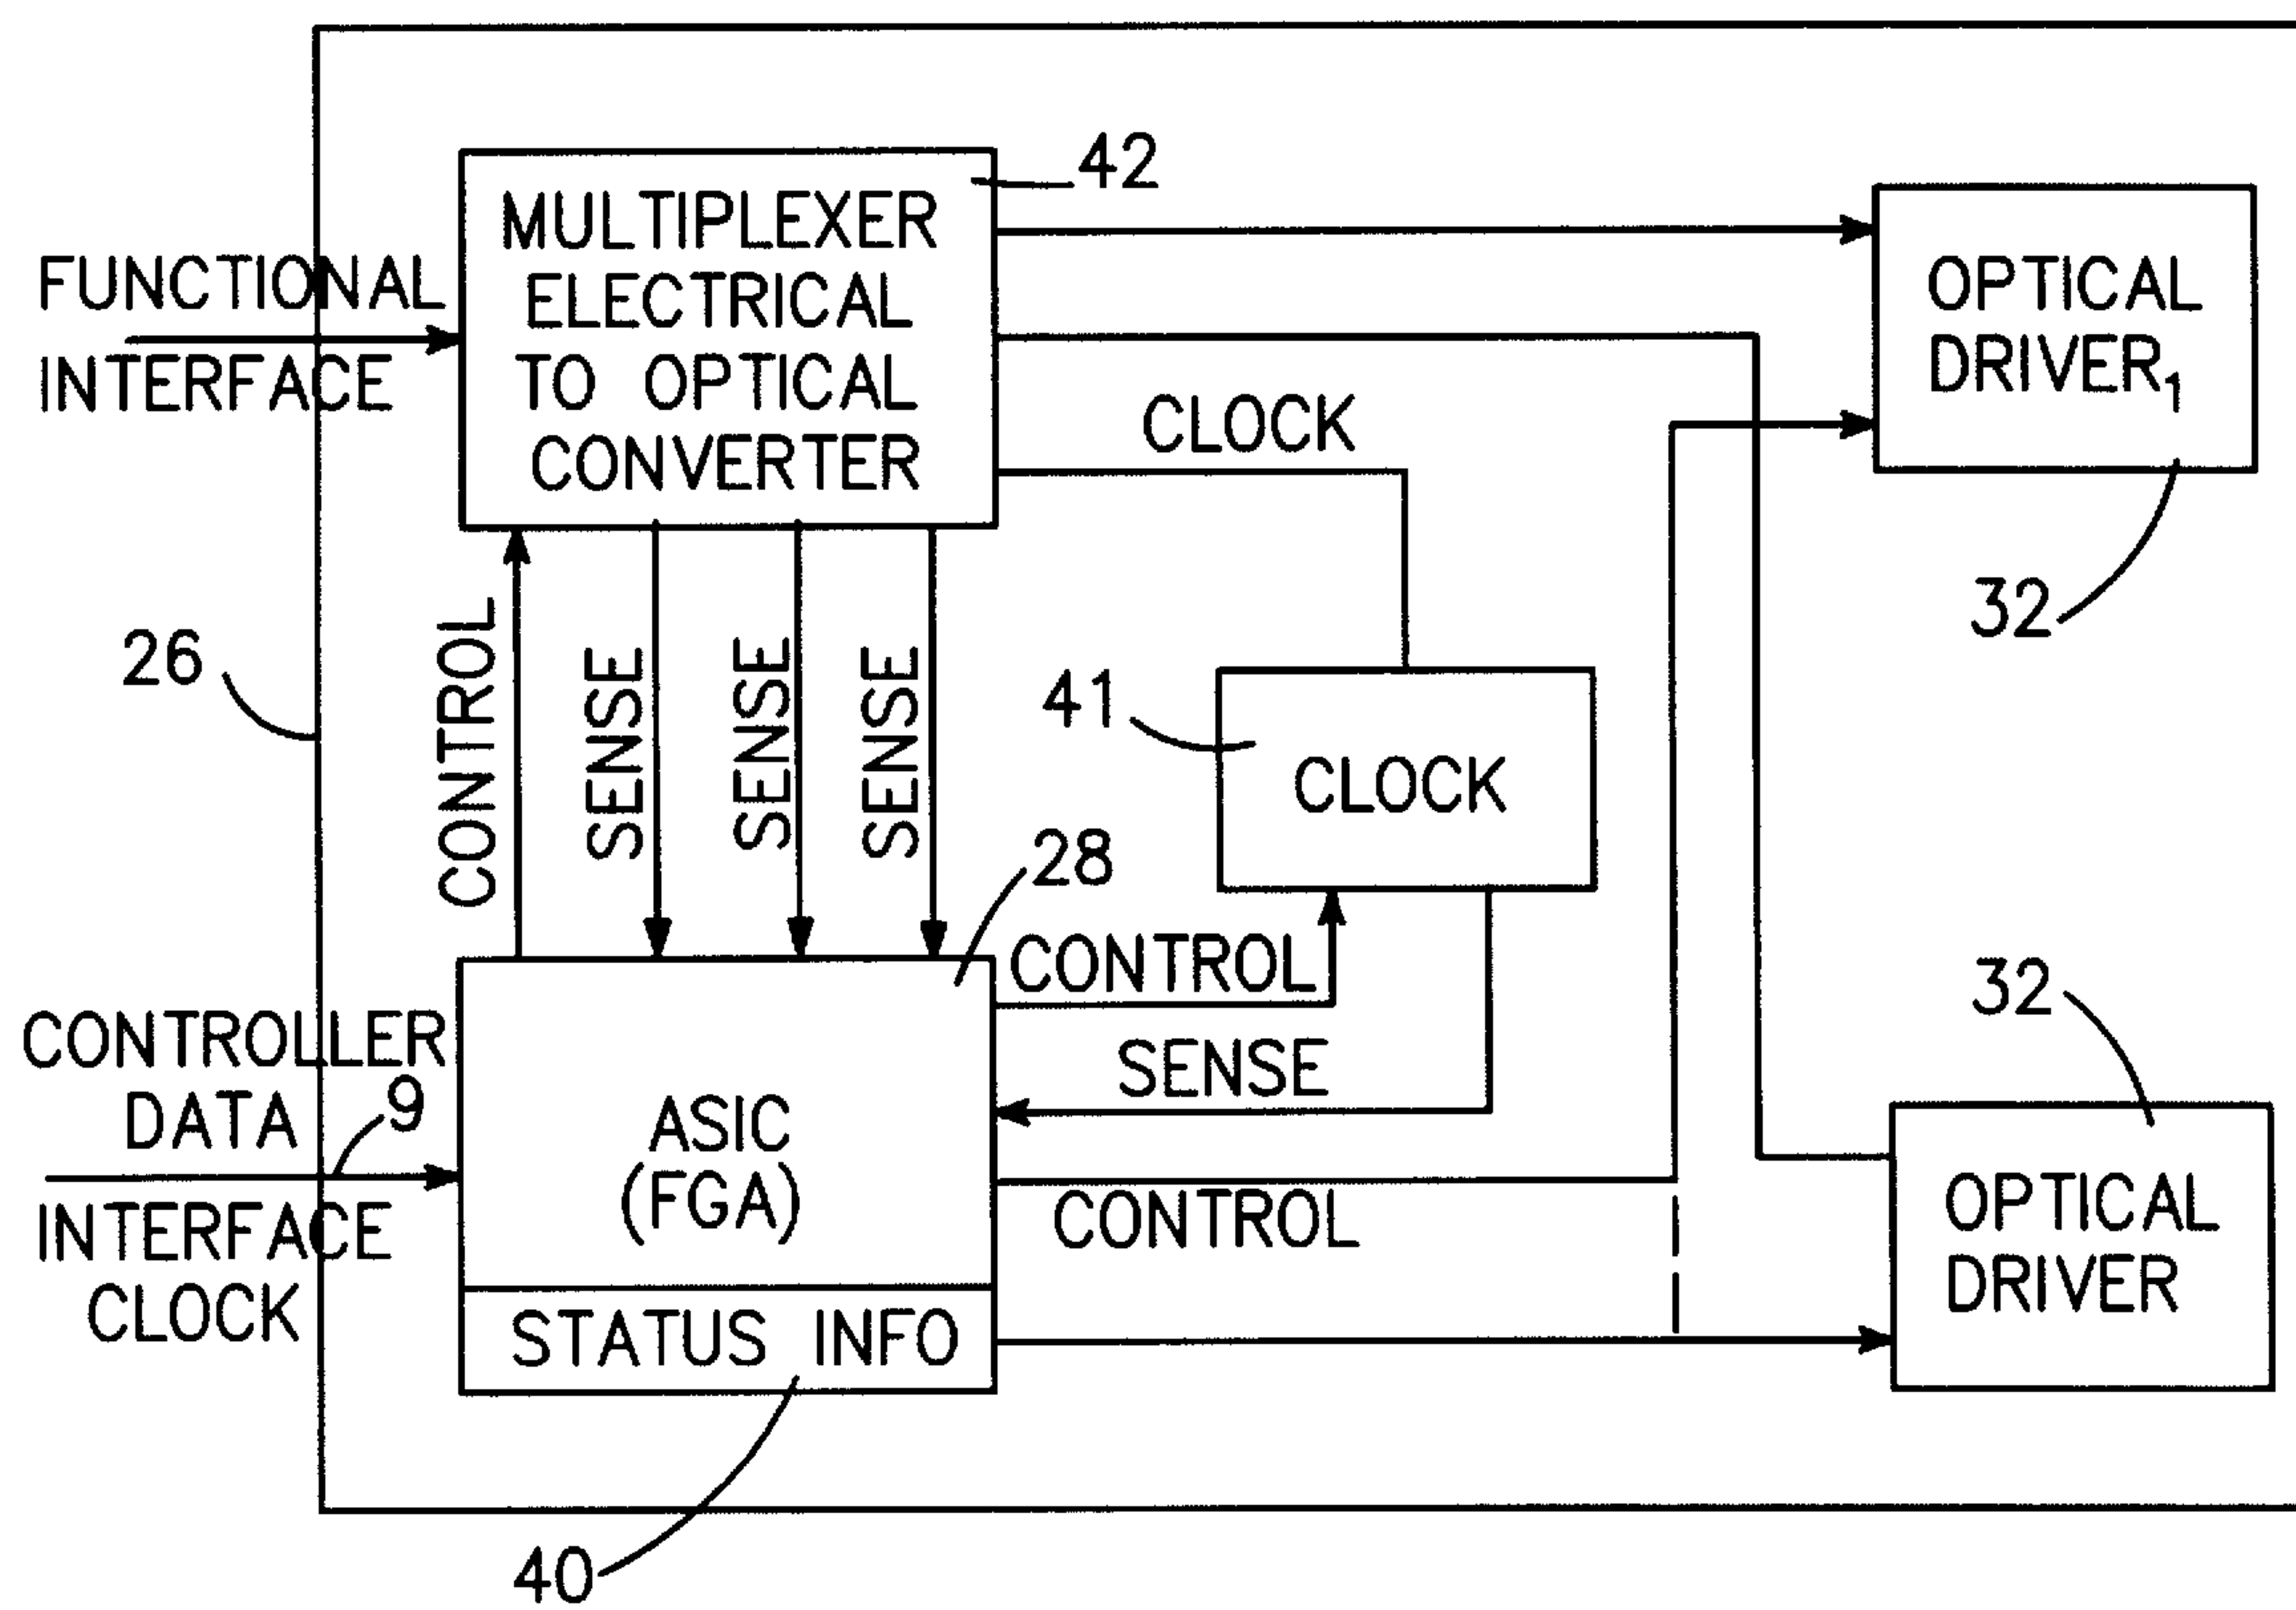 42
MULTIPLEXER
ELECTRICAL
TO OPTICAL
CONVERTER
FUNCTIONAL
INTERFACE
OPTICAL
DRIVER1
32
CLOCK
26
CONTROL
SENSE
SENSE
SENSE
41
CLOCK
28
CONTROL
SENSE
CONTROL
32
CONTROLLER
DATA
9
INTERFACE
CLOCK
ASIC
(FGA)
STATUS INFO
OPTICAL
DRIVER
40